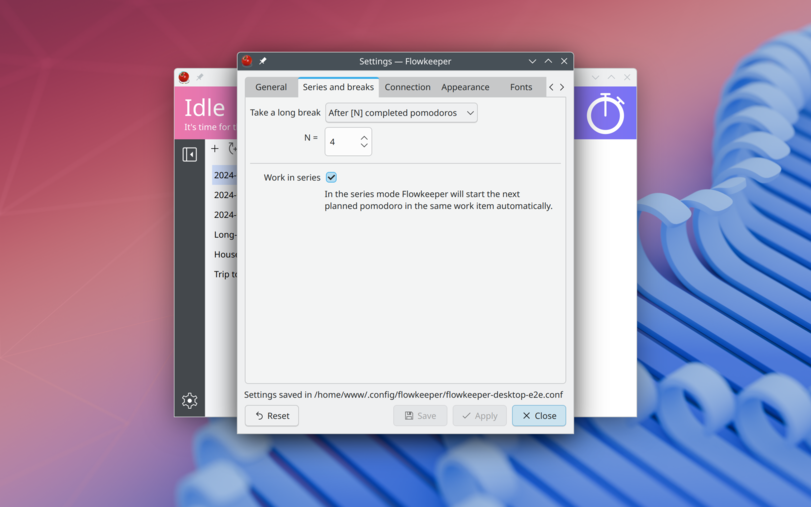 Settings — Flowkeeper
Idle
It's time for t
General
Series and breaks
Connection
Appearance
Fonts
Take a long break
After [N] completed pomodoros
N =
4
Work in series
In the series mode Flowkeeper will start the next
planned pomodoro in the same work item automatically.
2024-
2024-
2024-
Long-
Hous
Trip to
Settings saved in /home/www/.config/flowkeeper/flowkeeper-desktop-e2e.conf
Reset
Save
Apply
Close